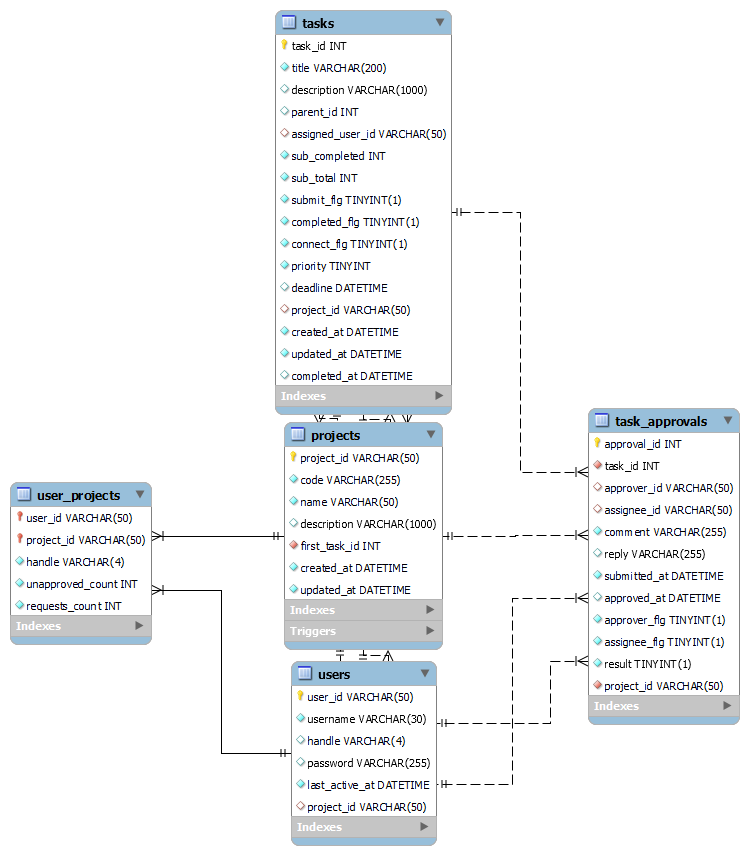 tasks
task_id INT
title VARCHAR(200)
description VARCHAR(1000)
parent_id INT
assigned_user_id VARCHAR(50)
sub_completed INT
sub_total INT
submit_flg TINYINT(1)
completed_flg TINYINT(1)
connect_flg TINYINT(1)
priority TINYINT
deadline DATETIME
project_id VARCHAR(50)
created_at DATETIME
updated_at DATETIME
completed_at DATETIME
Indexes
projects
project_id VARCHAR(50)
code VARCHAR(255)
name VARCHAR(50)
description VARCHAR(1000)
first_task_id INT
created_at DATETIME
updated_at DATETIME
Indexes
Triggers
user_projects
user_id VARCHAR(50)
project_id VARCHAR(50)
handle VARCHAR(4)
unapproved_count INT
requests_count INT
Indexes
users
user_id VARCHAR(50)
username VARCHAR(30)
handle VARCHAR(4)
password VARCHAR(255)
last_active_at DATETIME
project_id VARCHAR(50)
Indexes
task_approvals
approval_id INT
task_id INT
approver_id VARCHAR(50)
assignee_id VARCHAR(50)
comment VARCHAR(255)
reply VARCHAR(255)
submitted_at DATETIME
approved_at DATETIME
approver_flg TINYINT(1)
assignee_flg TINYINT(1)
result TINYINT(1)
project_id VARCHAR(50)
Indexes